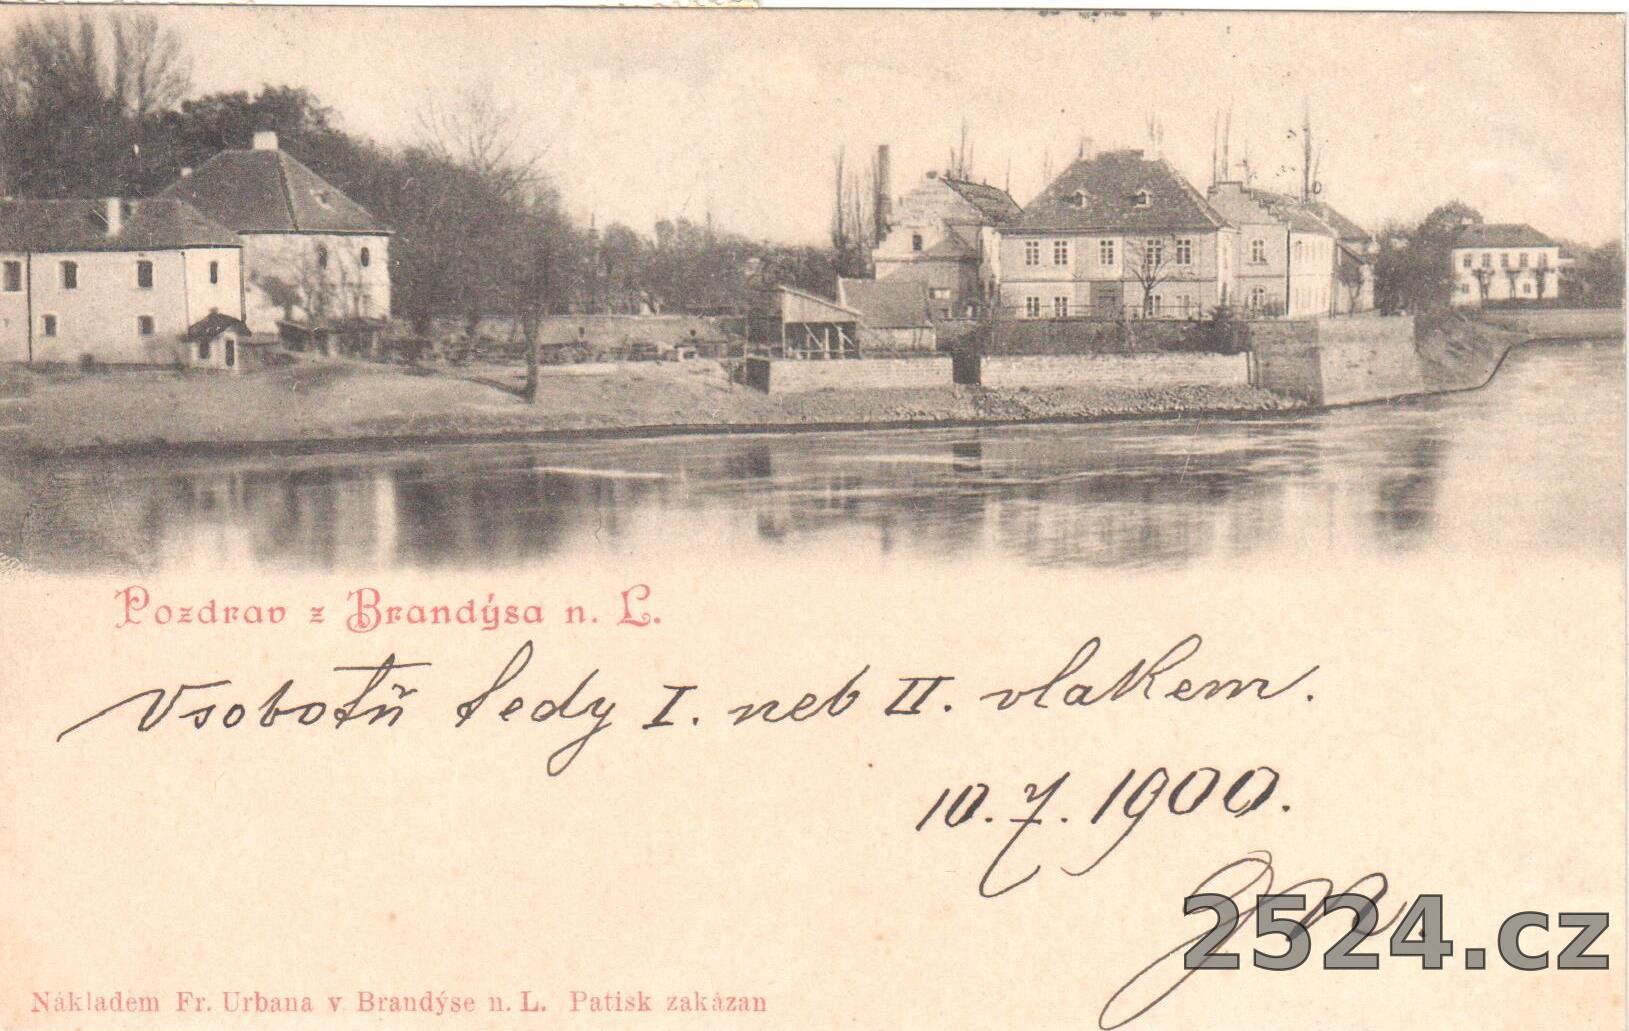 Pozdrav z Brandýsa n. L.
V sobotu tedy I. neb II. vlakem.
10. 7. 1900.
2524.cz
Nákladem Fr. Urbana v Brandýse n. L. Patisk zakázan